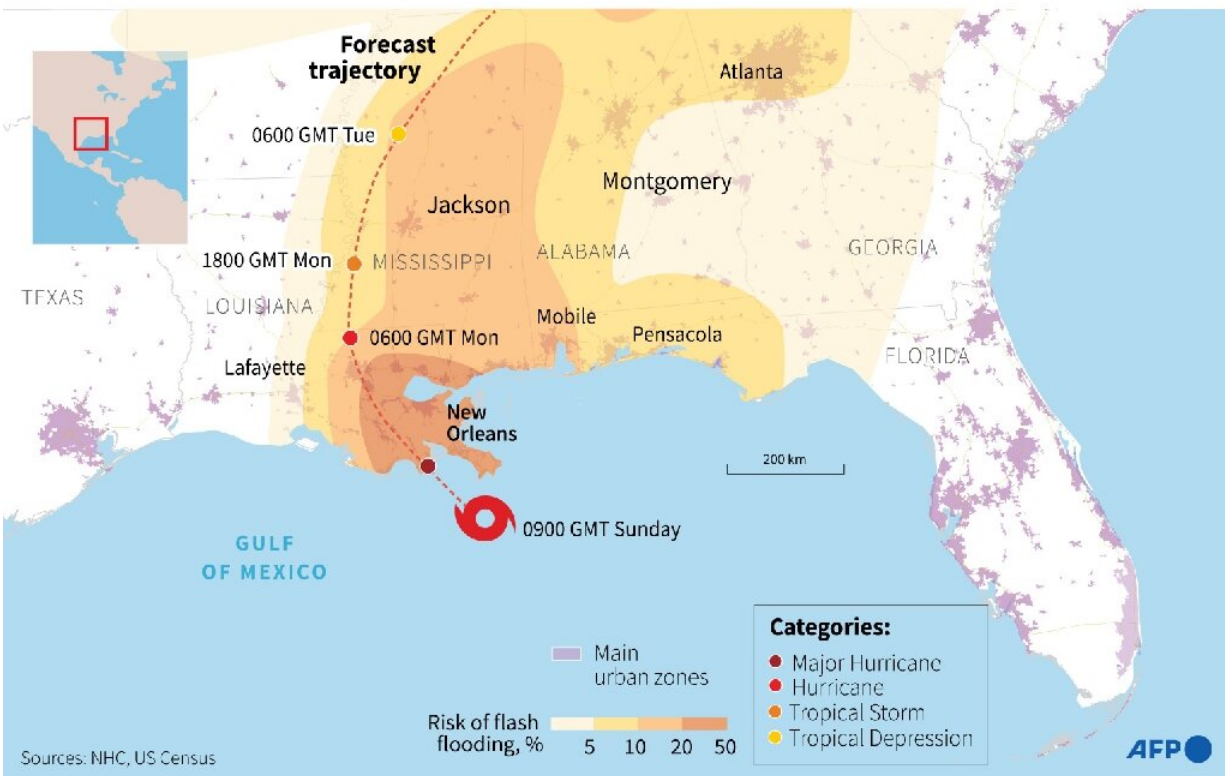 Forecast
trajectory
Atlanta
0600 GMT Tue
Montgomery
Jackson
GEORGIA
ALABAMA
1800 GMT Mon
MISSISSIPPI
TEXAS
LOUISIANA
Mobile
Pensacola
0600 GMT Mon
FLORIDA
Lafayette
New
Orleans
200 km
0900 GMT Sunday
GULF
OF MEXICO
Categories:
Major Hurricane
Hurricane
Tropical Storm
Tropical Depression
Main
urban zones
Risk of flash
flooding, %
5 10 20 50
Sources: NHC, US Census
AFP